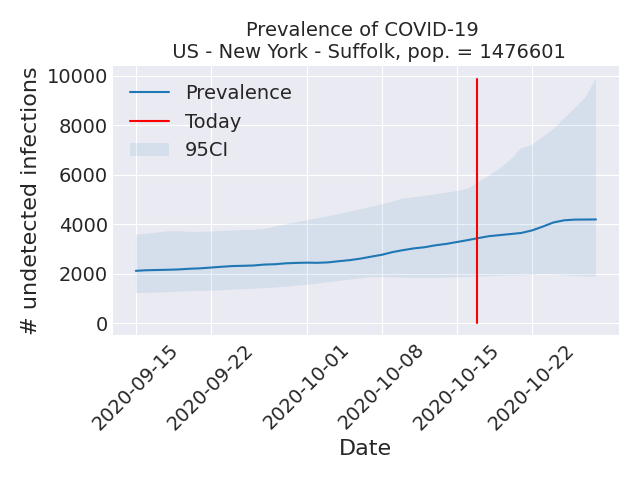 Prevalence of COVID-19
US - New York - Suffolk, pop. = 1476601
# undetected infections
10000
8000
6000
4000
2000
0
Prevalence
Today
95CI
2020-09-15
2020-09-22
2020-10-01
2020-10-08
2020-10-15
2020-10-22
Date